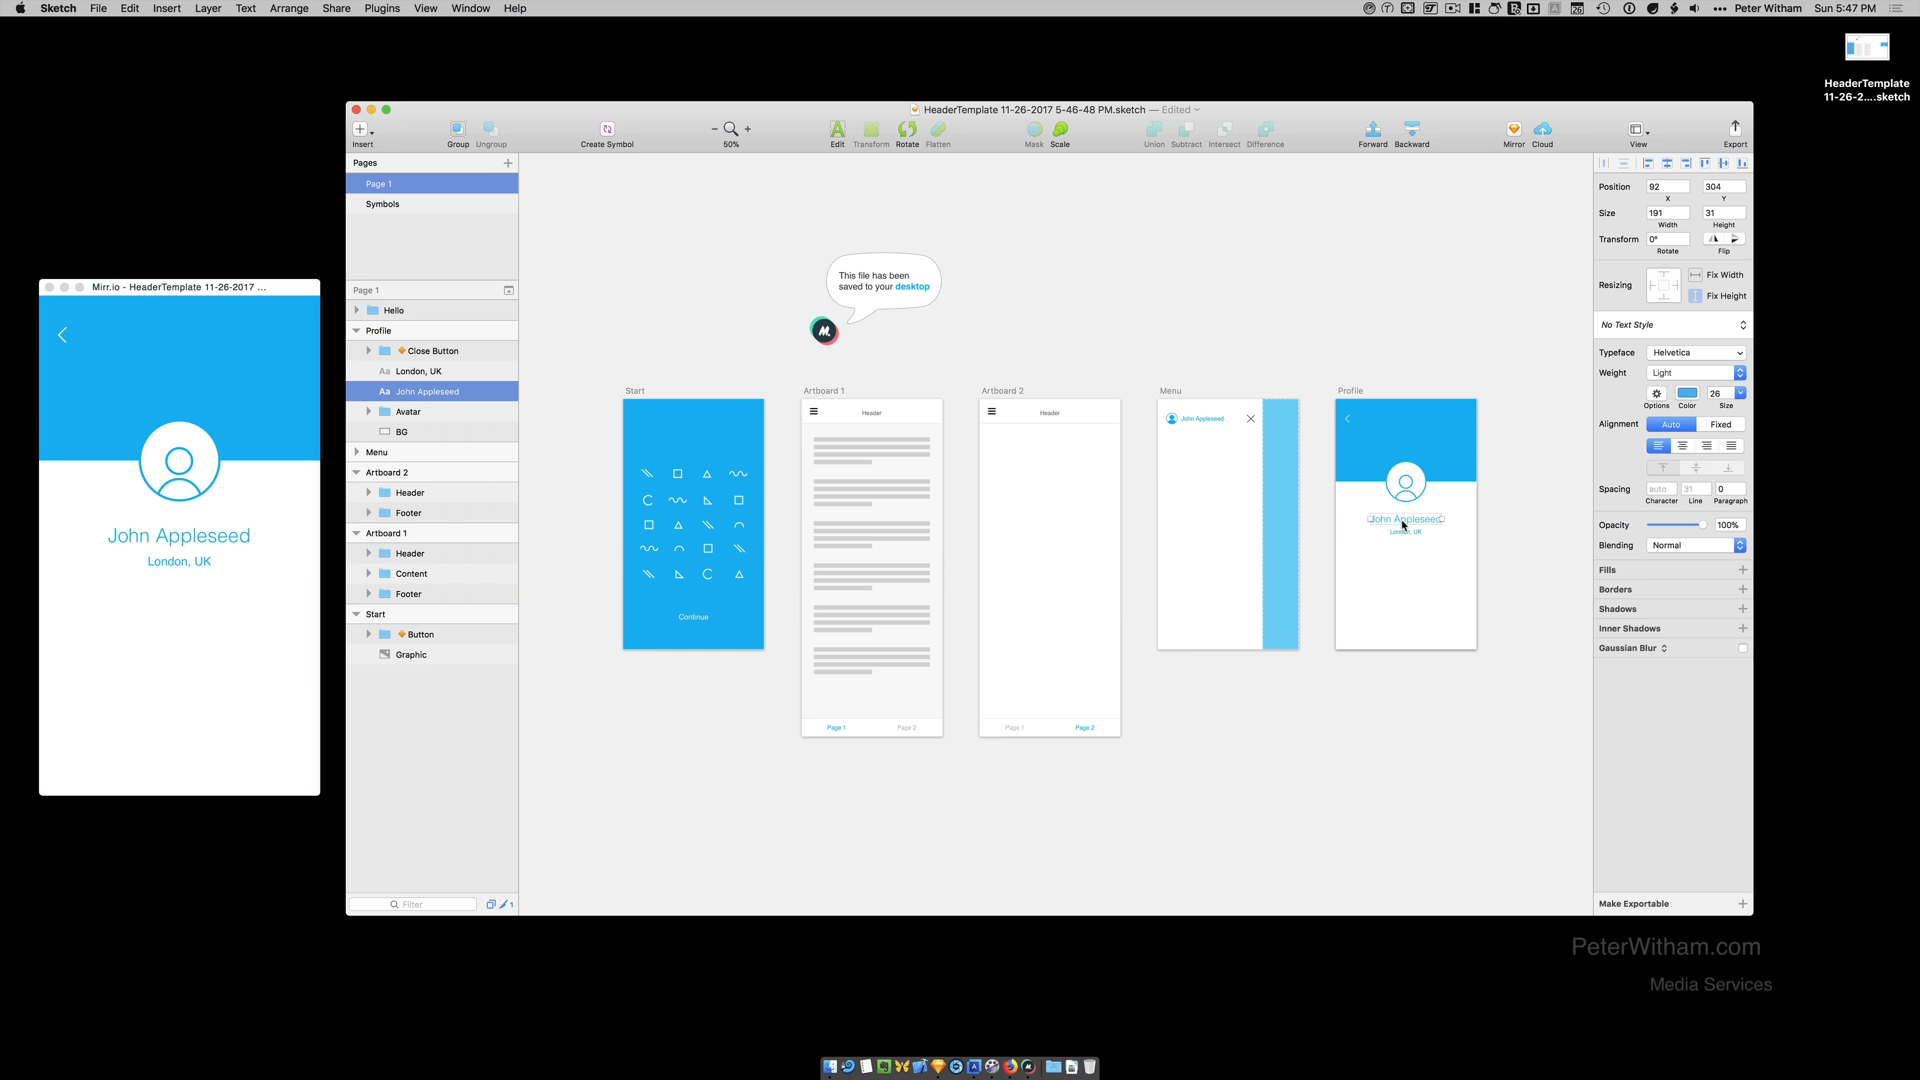 Sketch File Edit Insert Layer Text Arrange Share Plugins View Window Help
26 Peter Witham Sun 5:47 PM
HeaderTemplate
11-26-2....sketch
HeaderTemplate 11-26-2017 5-46-48 PM.sketch — Edited
Insert Group Ungroup Create Symbol 50% Edit Transform Rotate Flatten Mask Scale Union Subtract Intersect Difference Forward Backward Mirror Cloud View Export
Pages
Page 1
Symbols
Page 1
Hello
Profile
Close Button
Aa London, UK
Aa John Appleseed
Avatar
BG
Menu
Artboard 2
Header
Footer
Artboard 1
Header
Content
Footer
Start
Button
Graphic
Filter
1
Mirr.io - HeaderTemplate 11-26-2017 ...
John Appleseed
London, UK
This file has been
saved to your desktop
M.
Start
Continue
Artboard 1
Header
Page 1 Page 2
Artboard 2
Header
Page 1 Page 2
Menu
John Appleseed
Profile
John Appleseed
London, UK
Position 92 304
X Y
Size 191 31
Width Height
Transform 0°
Rotate Flip
Resizing Fix Width
Fix Height
No Text Style
Typeface Helvetica
Weight Light
26
Options Color Size
Alignment Auto Fixed
Spacing auto 31 0
Character Line Paragraph
Opacity 100%
Blending Normal
Fills
Borders
Shadows
Inner Shadows
Gaussian Blur
Make Exportable
PeterWitham.com
Media Services